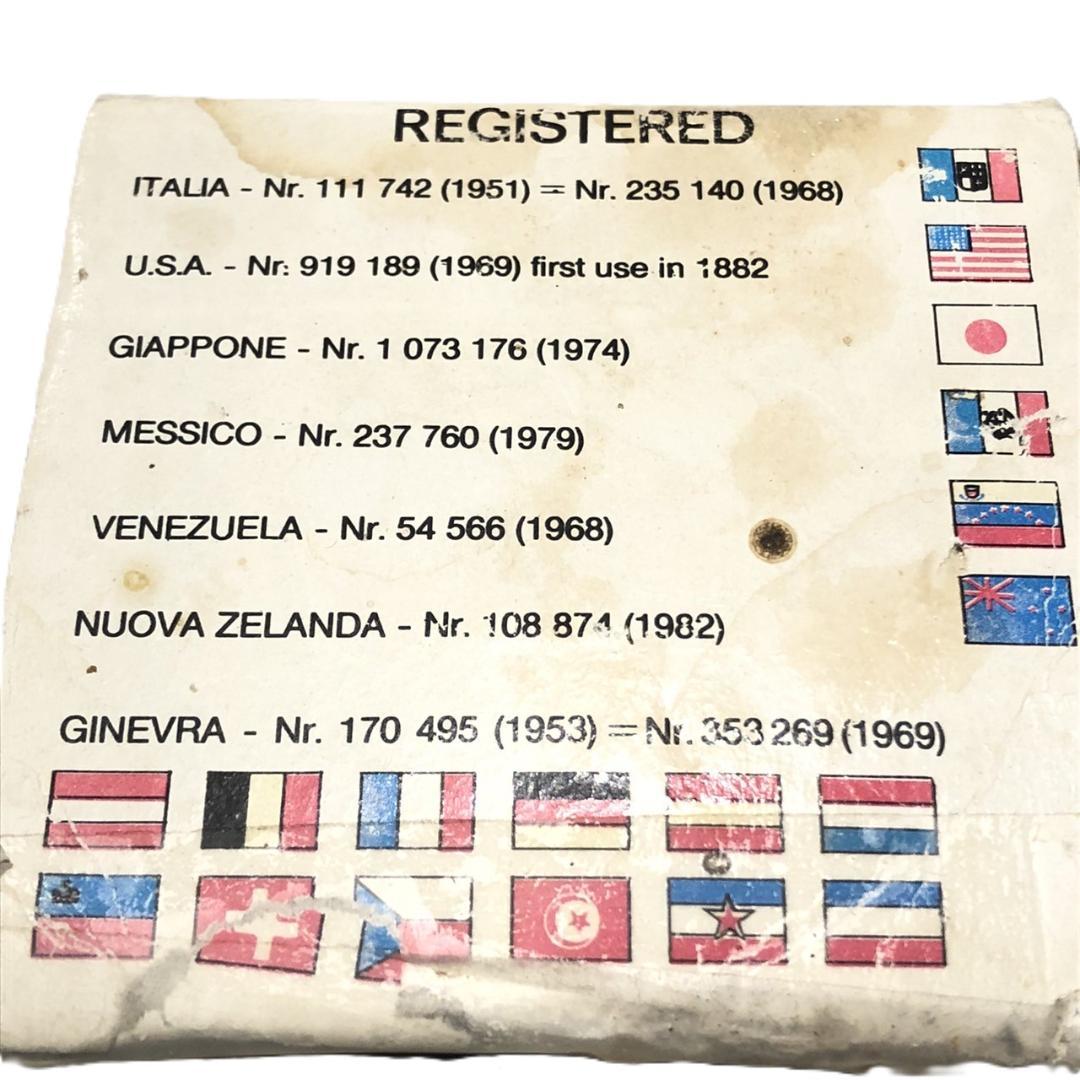 REGISTERED
ITALIA - Nr. 111 742 (1951) = Nr. 235 140 (1968)
U.S.A. - Nr. 919 189 (1969) first use in 1882
GIAPPONE - Nr. 1 073 176 (1974)
MESSICO - Nr. 237 760 (1979)
VENEZUELA - Nr. 54 566 (1968)
NUOVA ZELANDA - Nr. 108 874 (1982)
GINEVRA - Nr. 170 495 (1953) = Nr. 353 269 (1969)